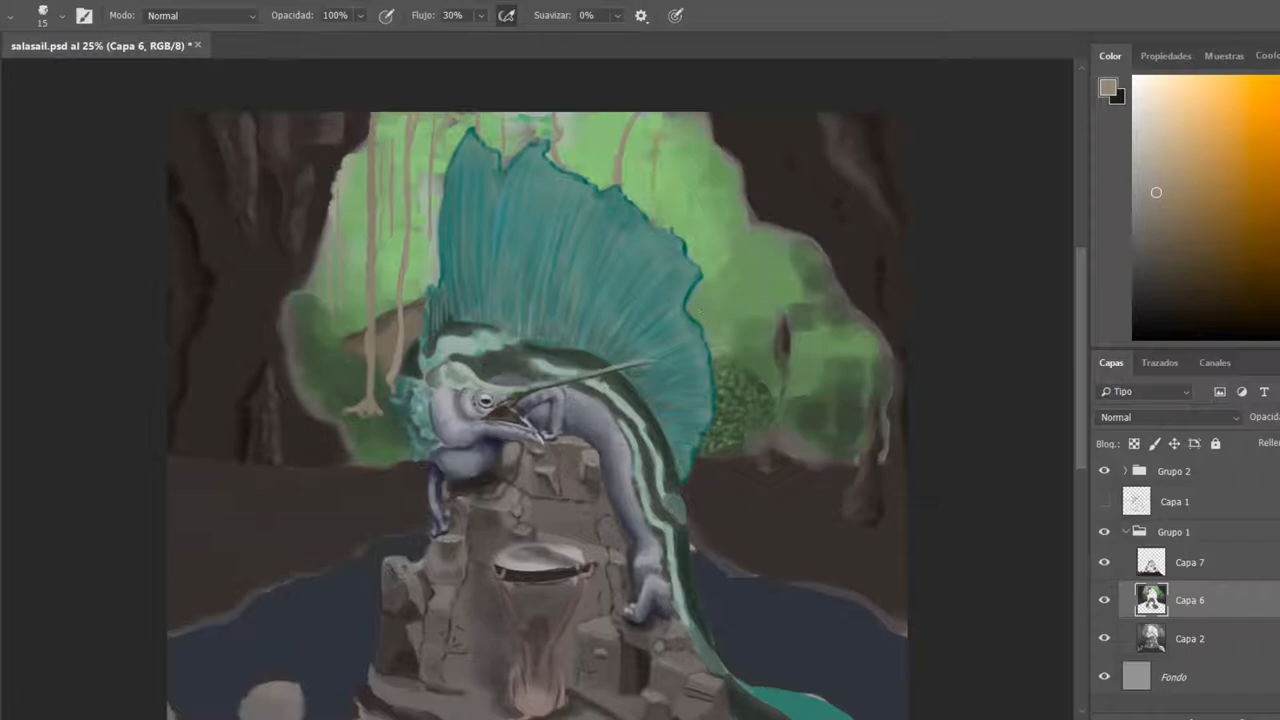 15 Modo: Normal Opacidad: 100% Flujo: 30% Suavizar: 0%
salasail.psd al 25% (Capa 6, RGB/8) *
Color Propiedades Muestras
Capas Trazados Canales
Tipo
Normal
Bloq.:
Grupo 2
Capa 1
Grupo 1
Capa 7
Capa 6
Capa 2
Fondo